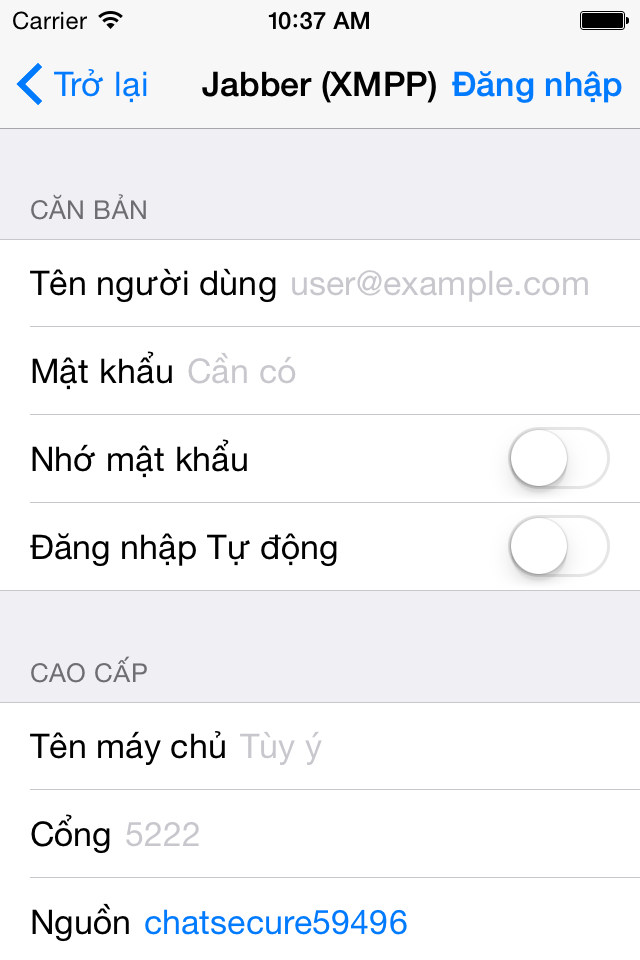 Carrier 10:37 AM
Trở lại Jabber (XMPP) Đăng nhập
CĂN BẢN
Tên người dùng user@example.com
Mật khẩu Cần có
Nhớ mật khẩu
Đăng nhập Tự động
CAO CẤP
Tên máy chủ Tùy ý
Cổng 5222
Nguồn chatsecure59496